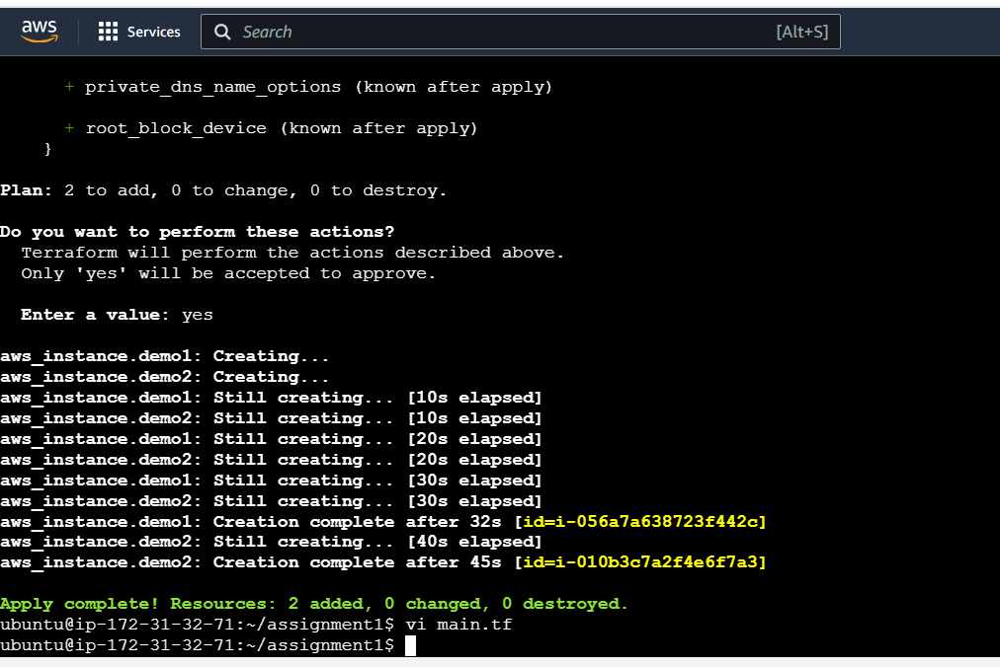 aws Services Search [Alt+S]
+ private_dns_name_options (known after apply)
+ root_block_device (known after apply)
}
Plan: 2 to add, 0 to change, 0 to destroy.
Do you want to perform these actions?
Terraform will perform the actions described above.
Only 'yes' will be accepted to approve.
Enter a value: yes
aws_instance.demo1: Creating...
aws_instance.demo2: Creating...
aws_instance.demo1: Still creating... [10s elapsed]
aws_instance.demo2: Still creating... [10s elapsed]
aws_instance.demo1: Still creating... [20s elapsed]
aws_instance.demo2: Still creating... [20s elapsed]
aws_instance.demo1: Still creating... [30s elapsed]
aws_instance.demo2: Still creating... [30s elapsed]
aws_instance.demo1: Creation complete after 32s [id=i-056a7a638723f442c]
aws_instance.demo2: Still creating... [40s elapsed]
aws_instance.demo2: Creation complete after 45s [id=i-010b3c7a2f4e6f7a3]
Apply complete! Resources: 2 added, 0 changed, 0 destroyed.
ubuntu@ip-172-31-32-71:~/assignment1$ vi main.tf
ubuntu@ip-172-31-32-71:~/assignment1$